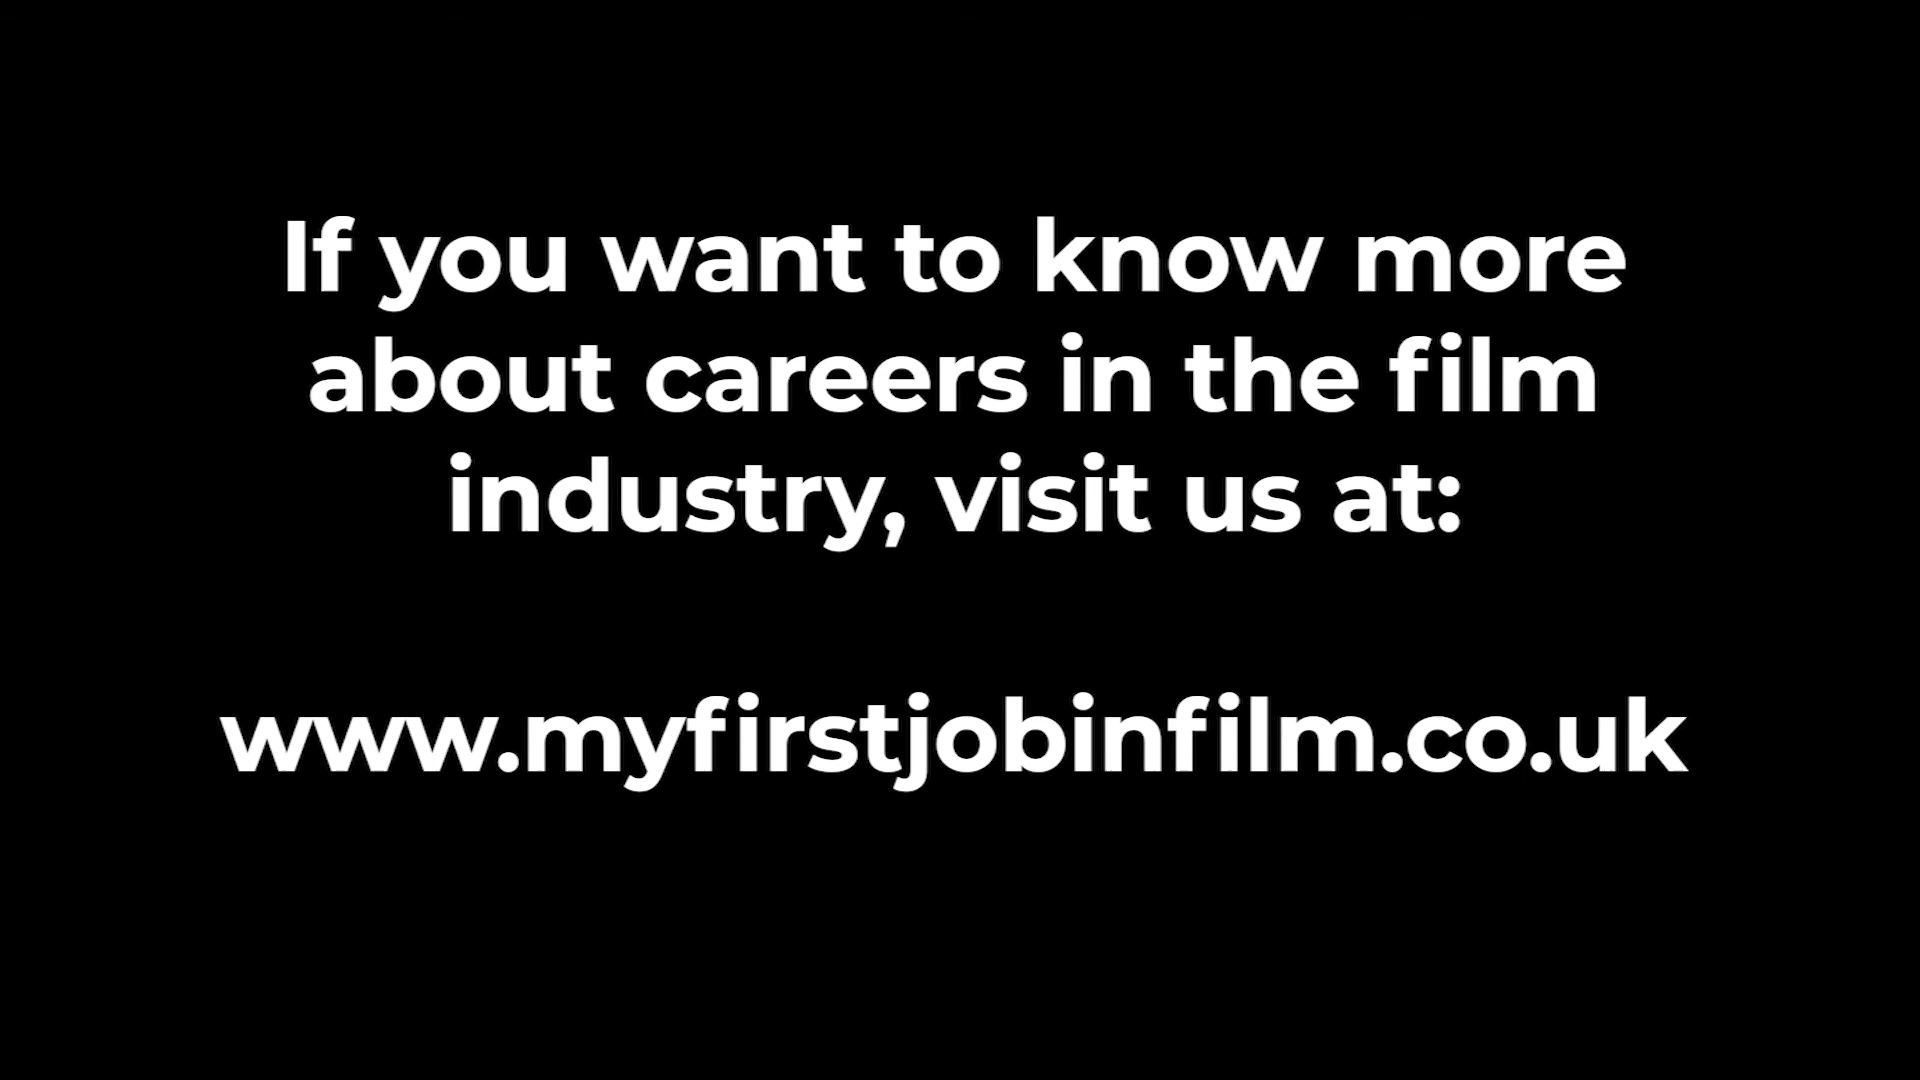 If you want to know more
about careers in the film
industry, visit us at:
www.myfirstjobinfilm.co.uk